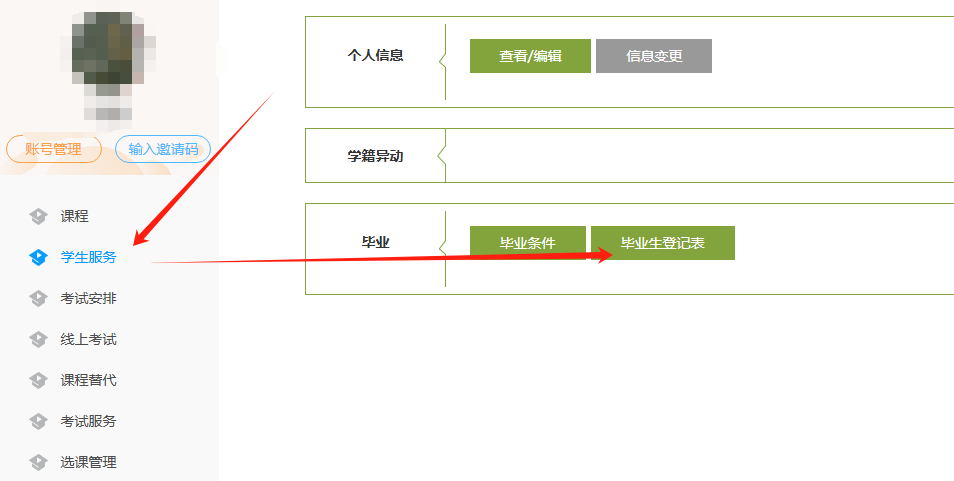 账号管理
输入邀请码
课程
学生服务
考试安排
线上考试
课程替代
考试服务
选课管理
个人信息
查看/编辑
信息变更
学籍异动
毕业
毕业条件
毕业生登记表